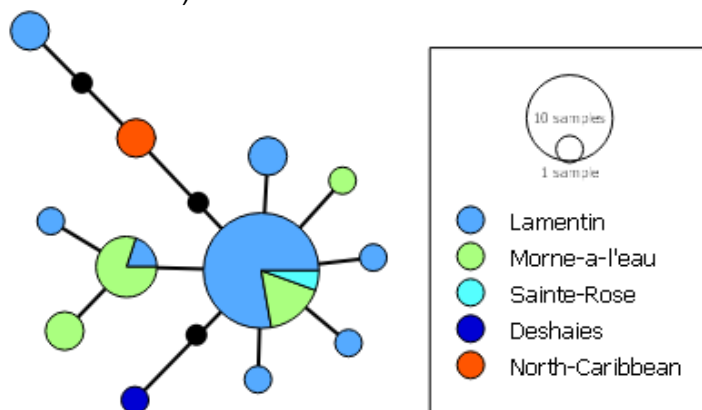 )
10 samples
1 sample
Lamentin
Morne-a-l'eau
Sainte-Rose
Deshaies
North-Caribbean